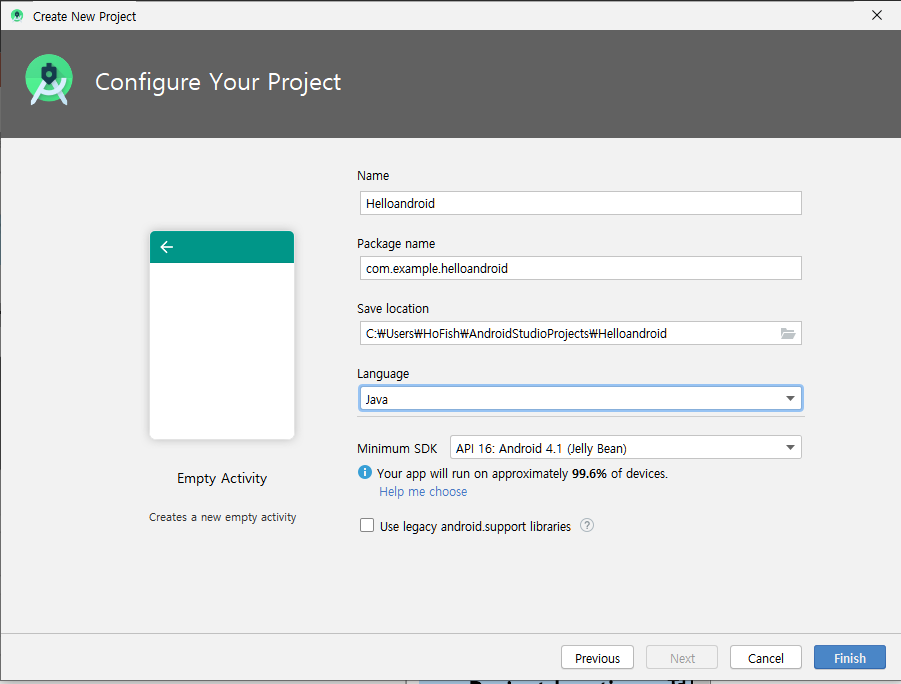 Create New Project
Configure Your Project
Name
Helloandroid
Package name
com.example.helloandroid
Save location
C:₩Users₩HoFish₩AndroidStudioProjects₩Helloandroid
Language
Java
Minimum SDK API 16: Android 4.1 (Jelly Bean)
Your app will run on approximately 99.6% of devices.
Help me choose
Use legacy android.support libraries ?
Empty Activity
Creates a new empty activity
Previous Next Cancel Finish